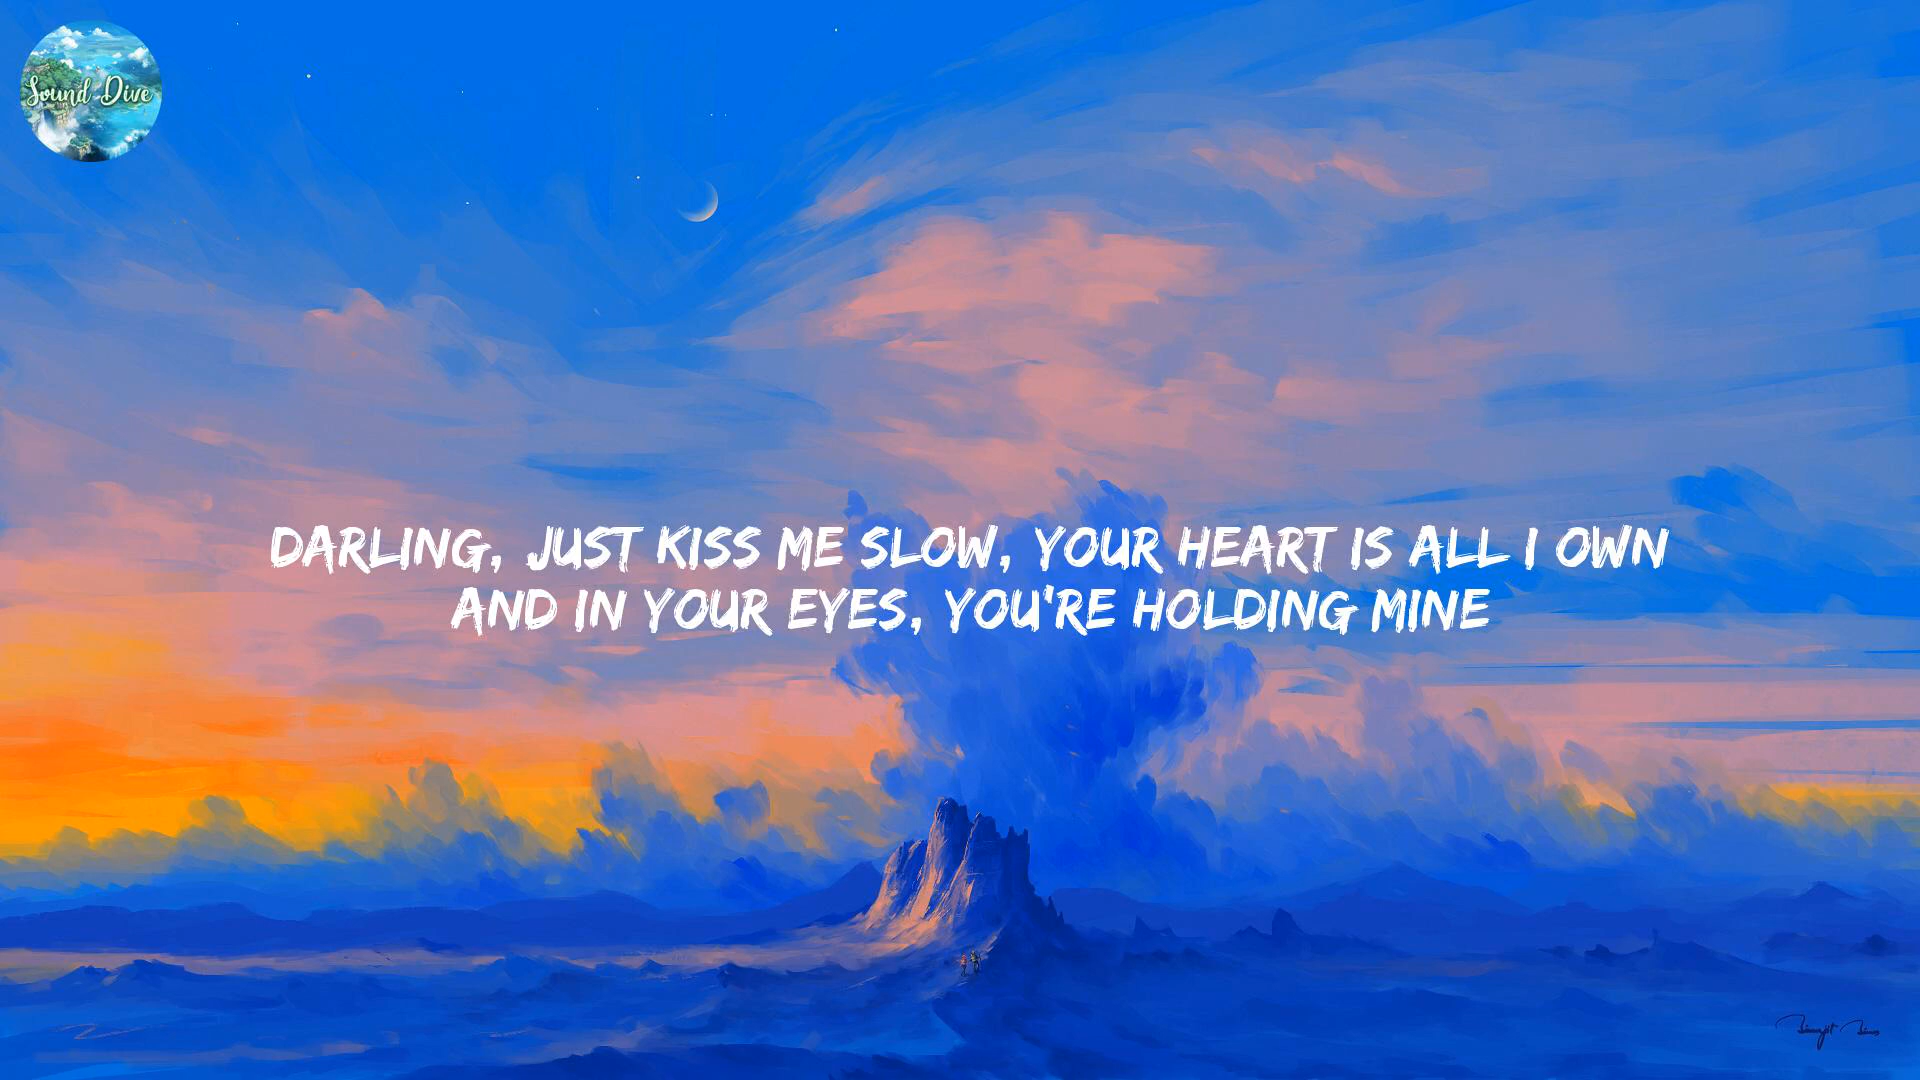 Sound Dive
DARLING, JUST KISS ME SLOW, YOUR HEART IS ALL I OWN
AND IN YOUR EYES, YOU'RE HOLDING MINE